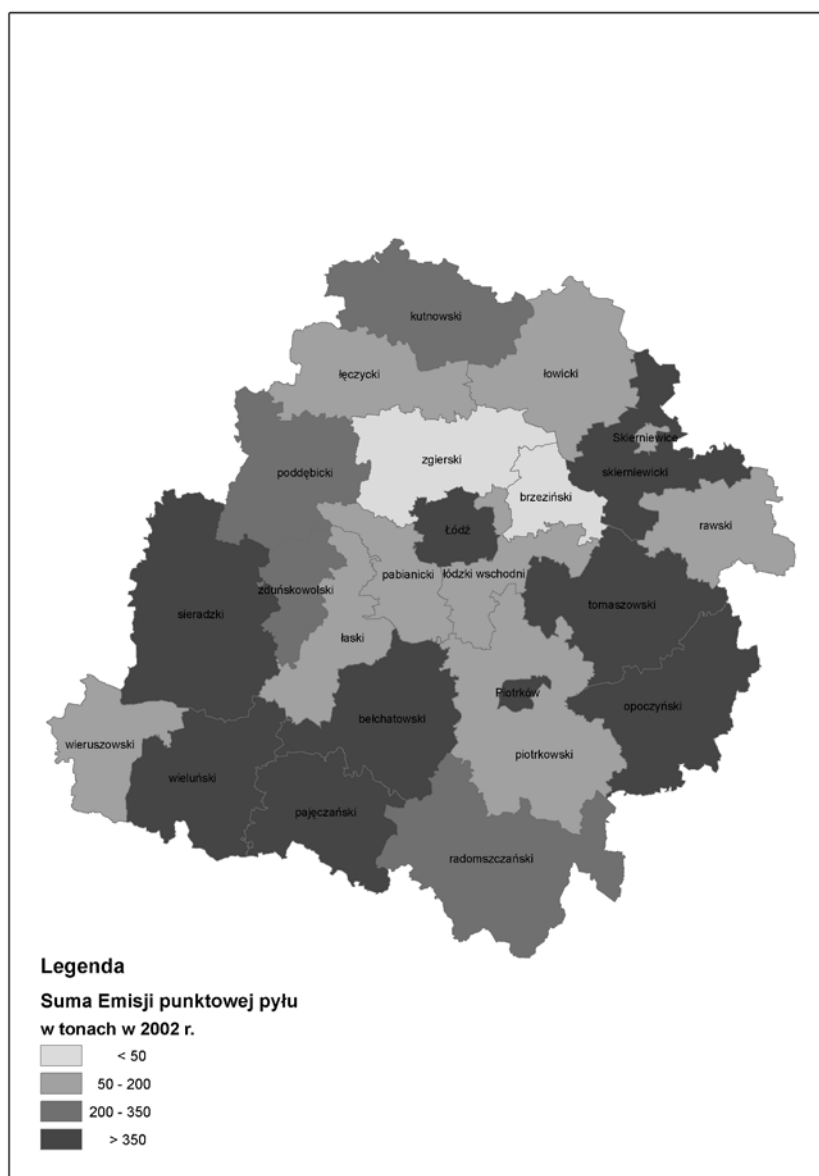 kutnowski
łęczycki
łowicki
Skierniewice
zgierski
skierniewicki
poddębicki
brzeziński
rawski
Łódź
pabianicki
łódzki wschodni
zduńskowolski
tomaszowski
sieradzki
łaski
Piotrków
opoczyński
bełchatowski
wieruszowski
piotrkowski
wieluński
pajęczański
radomszczański
Legenda
Suma Emisji punktowej pyłu
w tonach w 2002 r.
< 50
50 - 200
200 - 350
> 350